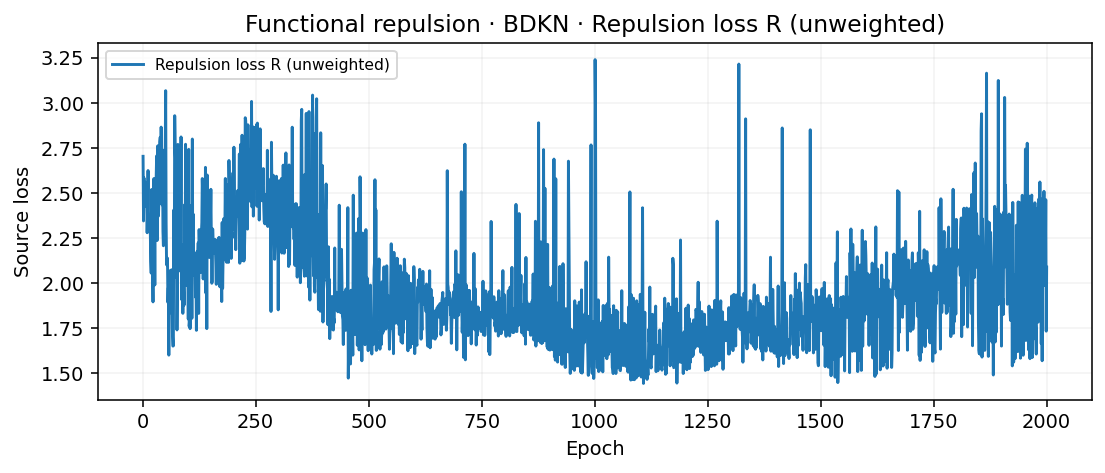 Functional repulsion · BDKN · Repulsion loss R (unweighted)
Repulsion loss R (unweighted)
Source loss
3.25
3.00
2.75
2.50
2.25
2.00
1.75
1.50
0 250 500 750 1000 1250 1500 1750 2000
Epoch